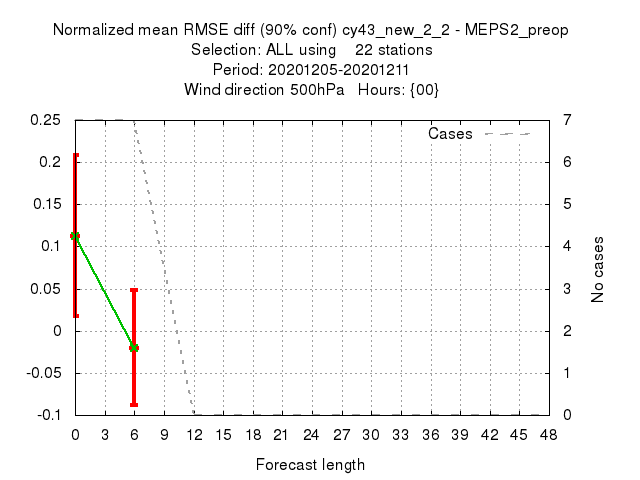 Normalized mean RMSE diff (90% conf) cy43_new_2_2 - MEPS2_preop
Selection: ALL using 22 stations
Period: 20201205-20201211
Wind direction 500hPa Hours: {00}
Cases
0.25
0.2
0.15
0.1
0.05
0
-0.05
-0.1
7
6
5
4
3
2
1
0
No cases
0 3 6 9 12 15 18 21 24 27 30 33 36 39 42 45 48
Forecast length